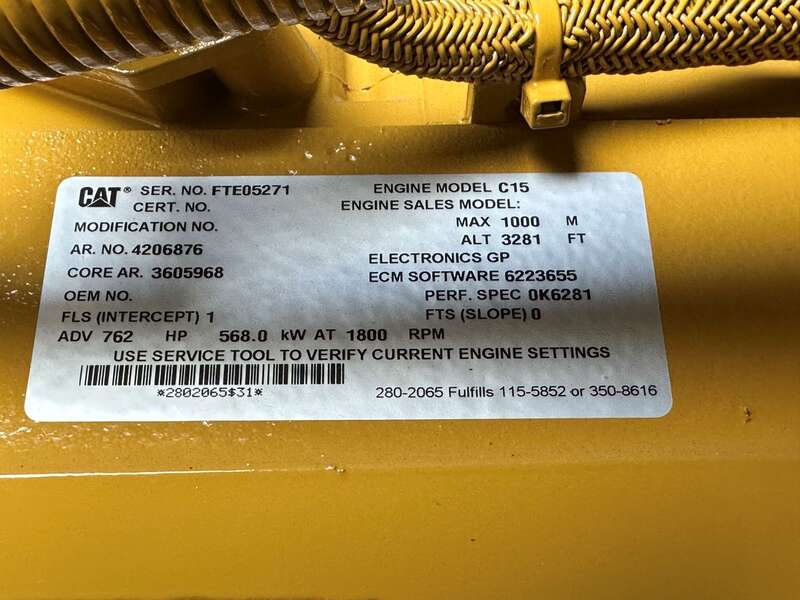 CAT® SER. NO. FTE05271 ENGINE MODEL C15
CERT. NO. ENGINE SALES MODEL:
MODIFICATION NO. MAX 1000 M
AR. NO. 4206876 ALT 3281 FT
ELECTRONICS GP
CORE AR. 3605968 ECM SOFTWARE 6223655
OEM NO. PERF. SPEC 0K6281
FLS (INTERCEPT) 1 FTS (SLOPE) 0
ADV 762 HP 568.0 kW AT 1800 RPM
USE SERVICE TOOL TO VERIFY CURRENT ENGINE SETTINGS
*2802065$31* 280-2065 Fulfills 115-5852 or 350-8616